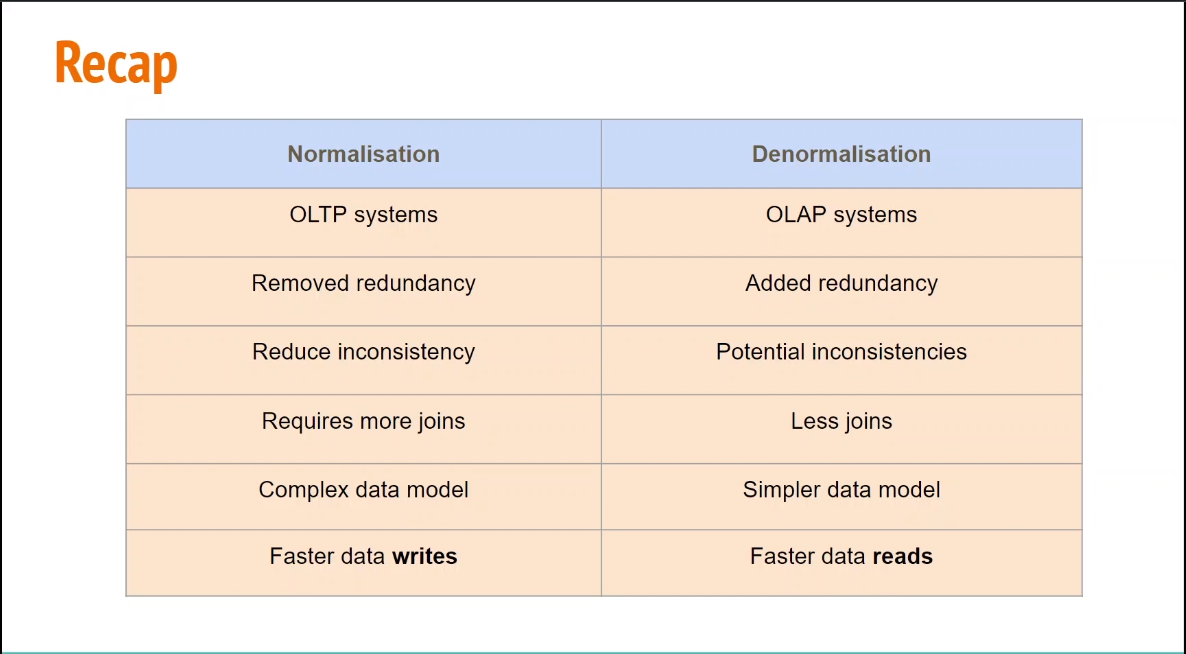 Recap
Normalisation Denormalisation
OLTP systems OLAP systems
Removed redundancy Added redundancy
Reduce inconsistency Potential inconsistencies
Requires more joins Less joins
Complex data model Simpler data model
Faster data writes Faster data reads